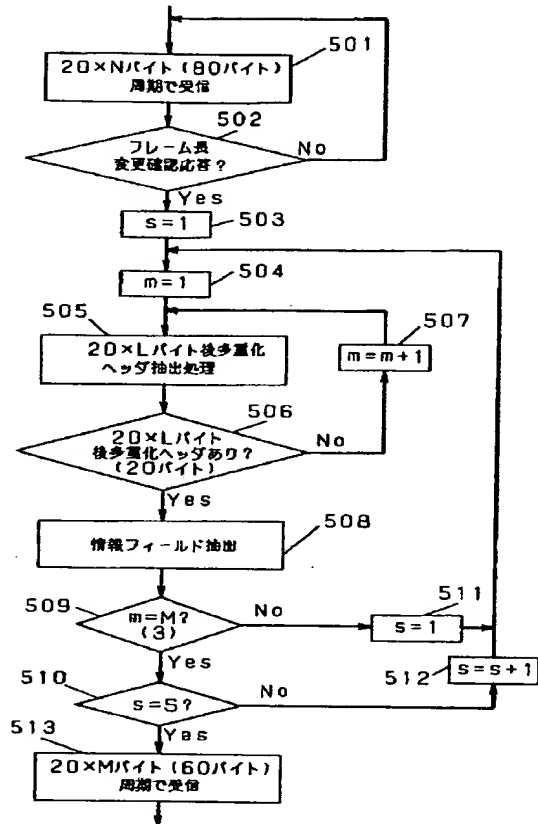 501
20×Nバイト(80バイト)
周期で受信
502
フレーム長
変更確認応答?
No
Yes
s=1
503
m=1
504
505
20×Lバイト後多重化
ヘッダ抽出処理
507
m=m+1
506
20×Lバイト
後多重化ヘッダあり?
(20バイト)
No
Yes
508
情報フィールド抽出
509
m=M?
(3)
No
511
s=1
Yes
510
s=S?
No
512
s=s+1
Yes
513
20×Mバイト(60バイト)
周期で受信